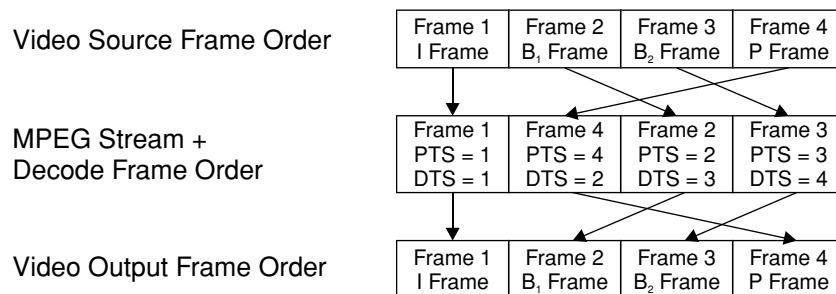 Video Source Frame Order
Frame 1
I Frame
Frame 2
B₁ Frame
Frame 3
B₂ Frame
Frame 4
P Frame
MPEG Stream +
Decode Frame Order
Frame 1
PTS = 1
DTS = 1
Frame 4
PTS = 4
DTS = 2
Frame 2
PTS = 2
DTS = 3
Frame 3
PTS = 3
DTS = 4
Video Output Frame Order
Frame 1
I Frame
Frame 2
B₁ Frame
Frame 3
B₂ Frame
Frame 4
P Frame